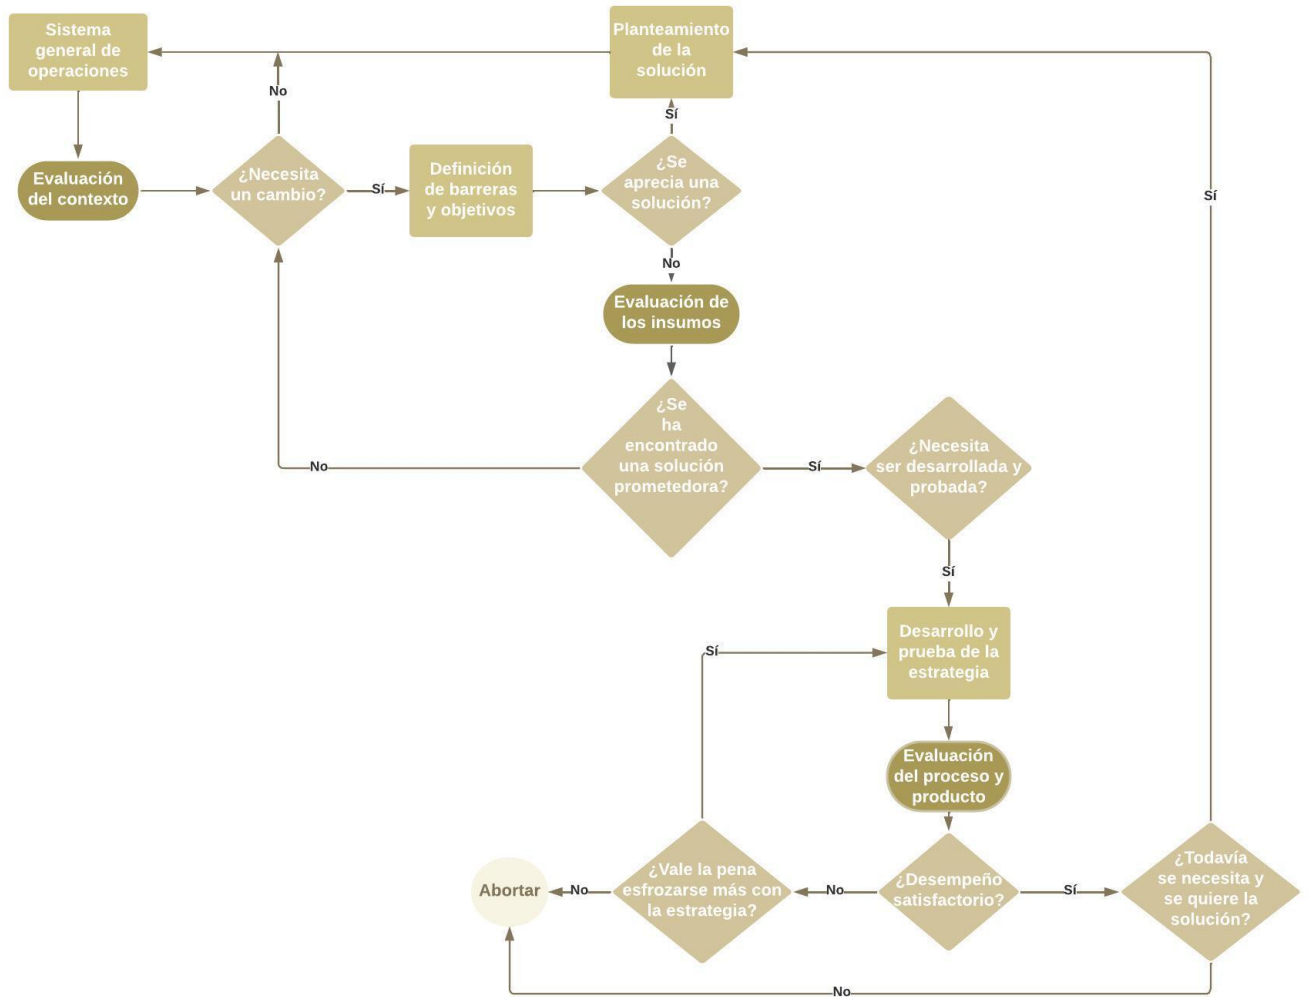 Sistema
general de
operaciones
Planteamiento
de la
solución
No
Sí
Evaluación
del contexto
¿Necesita
un cambio?
Sí
Definición
de barreras
y objetivos
¿Se
aprecia una
solución?
Sí
No
Evaluación de
los insumos
¿Se
ha
encontrado
una solución
prometedora?
No
Sí
¿Necesita
ser desarrollada y
probada?
Sí
Desarrollo y
prueba de la
estrategia
Sí
Evaluación
del proceso y
producto
Abortar
No
¿Vale la pena
esfrozarse más con
la estrategia?
No
¿Desempeño
satisfactorio?
Sí
¿Todavía
se necesita y
se quiere la
solución?
No